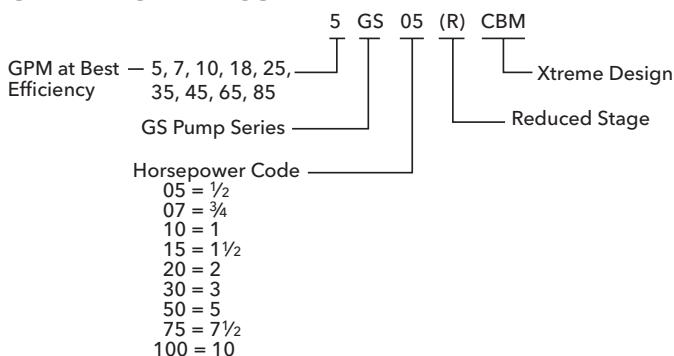 5 GS 05 (R) CBM
GPM at Best — 5, 7, 10, 18, 25,
Efficiency 35, 45, 65, 85
Xtreme Design
Reduced Stage
GS Pump Series
Horsepower Code
05 = ½
07 = ¾
10 = 1
15 = 1½
20 = 2
30 = 3
50 = 5
75 = 7½
100 = 10